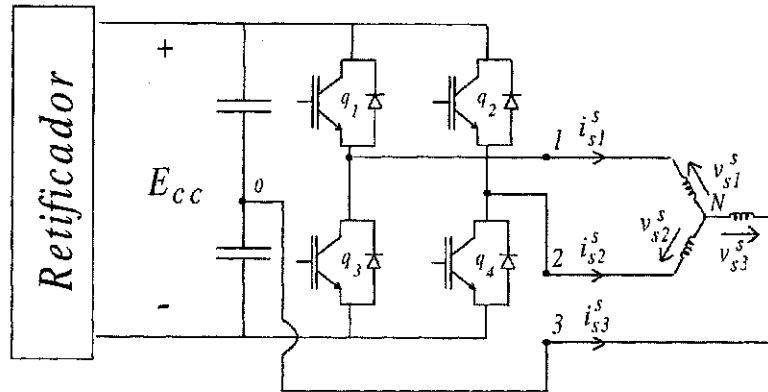 Retificador
+
E_cc
-
0
q_1
q_2
q_3
q_4
1
i^s_s1
2
i^s_s2
3
i^s_s3
v^s_s1
N
v^s_s2
v^s_s3